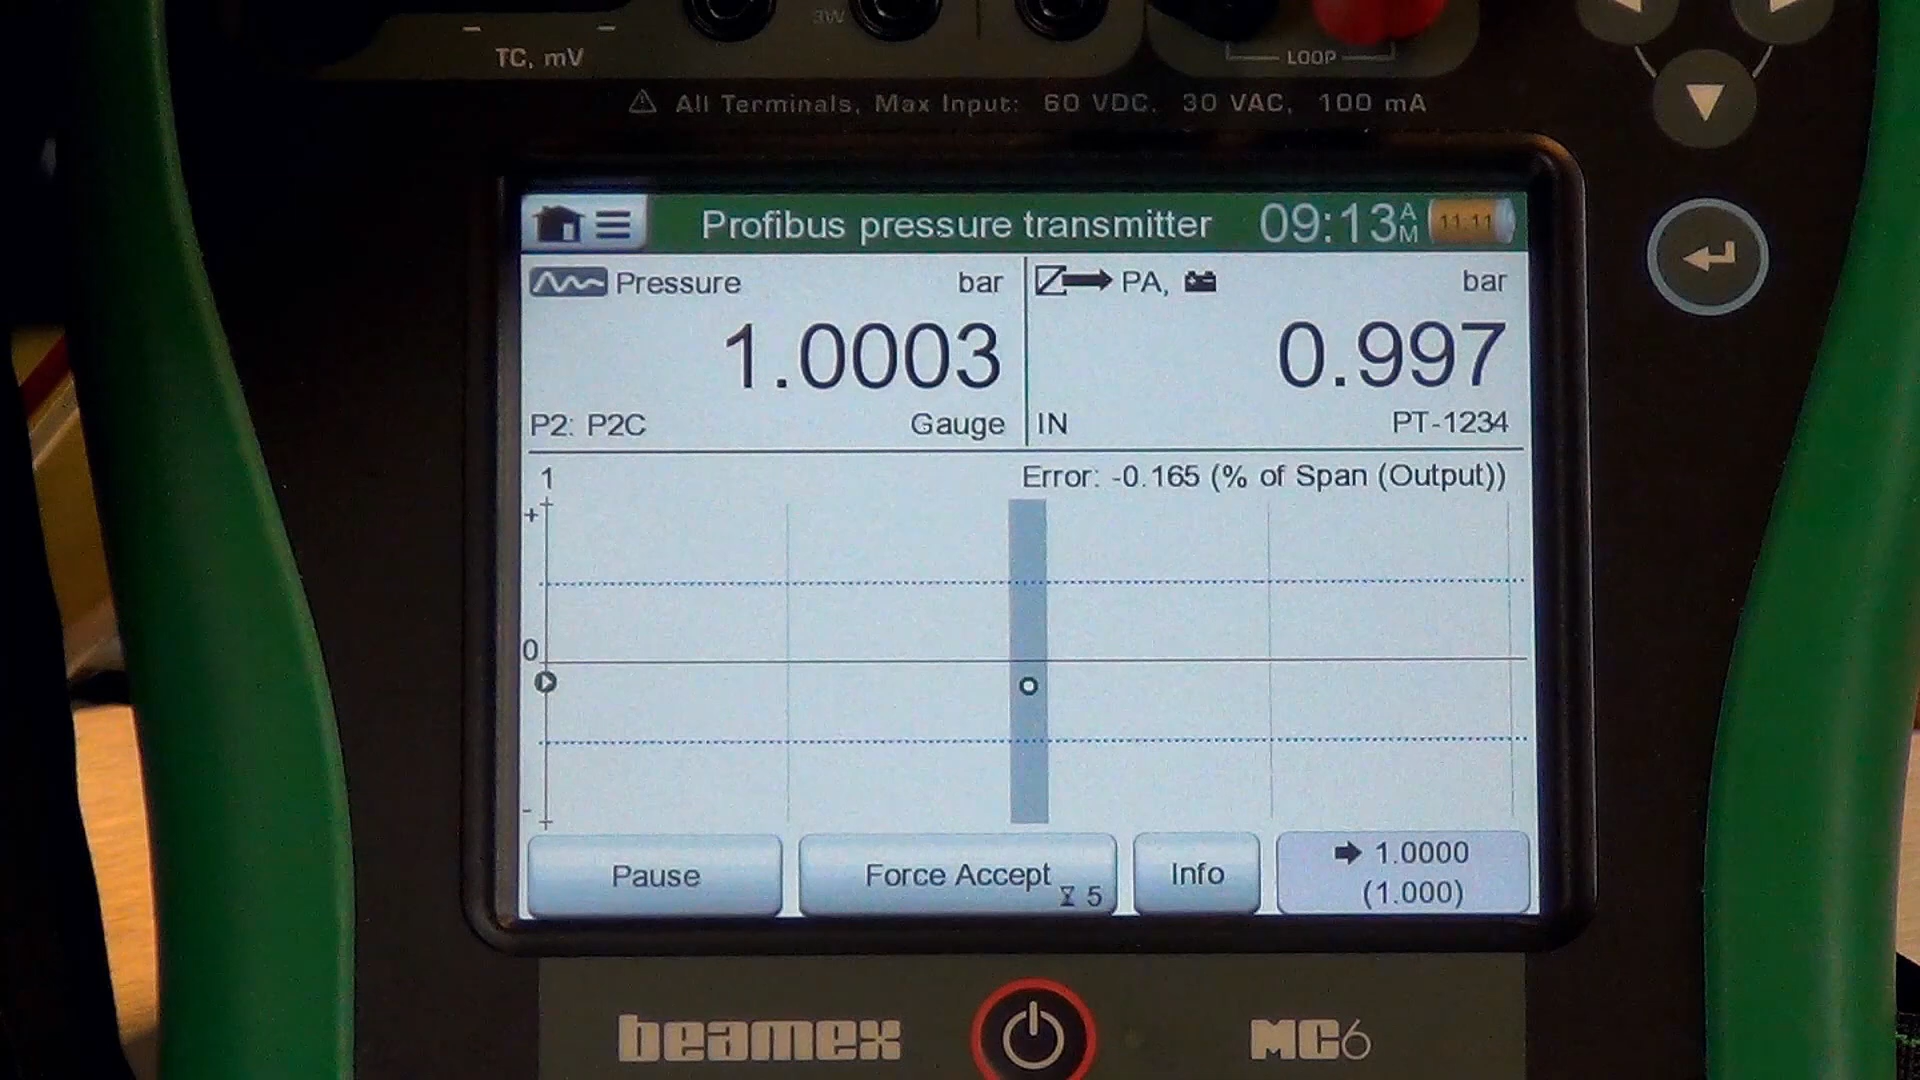 3W
TC, mV
LOOP
⚠ All Terminals, Max Input: 60 VDC, 30 VAC, 100 mA
Profibus pressure transmitter 09:13 AM 11:11
Pressure bar
PA, bar
1.0003
0.997
P2: P2C Gauge
IN PT-1234
1 Error: -0.165 (% of Span (Output))
+
0
-
Pause
Force Accept 5
Info
➡ 1.0000
(1.000)
beamex MC6